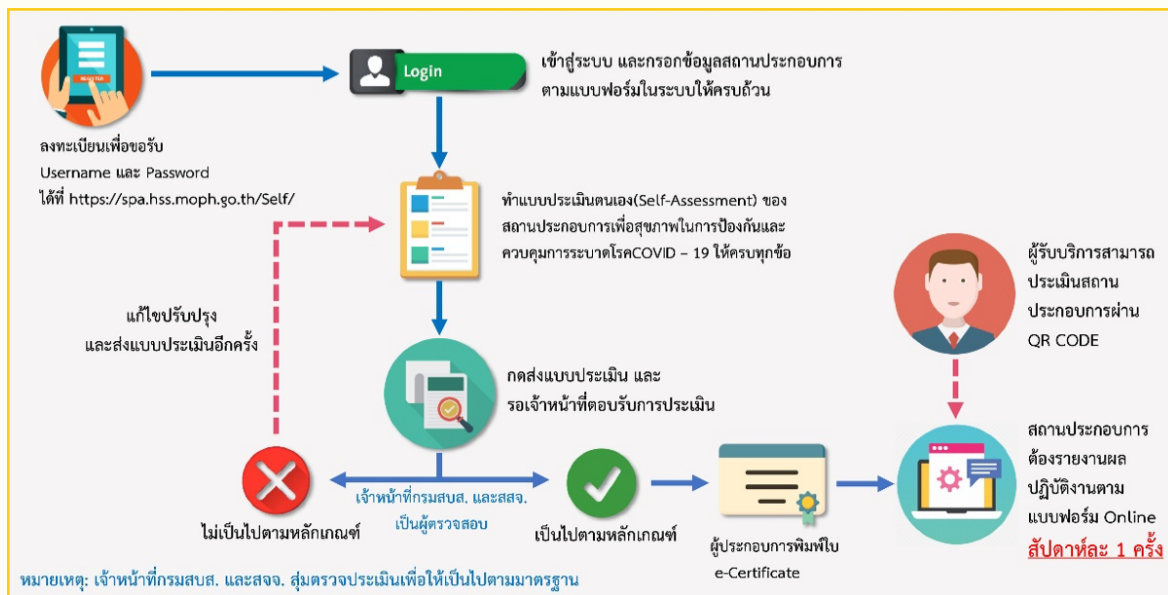 REGISTER
ลงทะเบียนเพื่อขอรับ
Username และ Password
ได้ที่ https://spa.hss.moph.go.th/Self/
Login
เข้าสู่ระบบ และกรอกข้อมูลสถานประกอบการ
ตามแบบฟอร์มในระบบให้ครบถ้วน
ทำแบบประเมินตนเอง(Self-Assessment) ของ
สถานประกอบการเพื่อสุขภาพในการป้องกันและ
ควบคุมการระบาดโรคCOVID – 19 ให้ครบทุกข้อ
แก้ไขปรับปรุง
และส่งแบบประเมินอีกครั้ง
กดส่งแบบประเมิน และ
รอเจ้าหน้าที่ตอบรับการประเมิน
ไม่เป็นไปตามหลักเกณฑ์
เจ้าหน้าที่กรมสบส. และสสจ.
เป็นผู้ตรวจสอบ
เป็นไปตามหลักเกณฑ์
ผู้ประกอบการพิมพ์ใบ
e-Certificate
ผู้รับบริการสามารถ
ประเมินสถาน
ประกอบการผ่าน
QR CODE
สถานประกอบการ
ต้องรายงานผล
ปฏิบัติงานตาม
แบบฟอร์ม Online
สัปดาห์ละ 1 ครั้ง
หมายเหตุ: เจ้าหน้าที่กรมสบส. และสจจ. สุ่มตรวจประเมินเพื่อให้เป็นไปตามมาตรฐาน